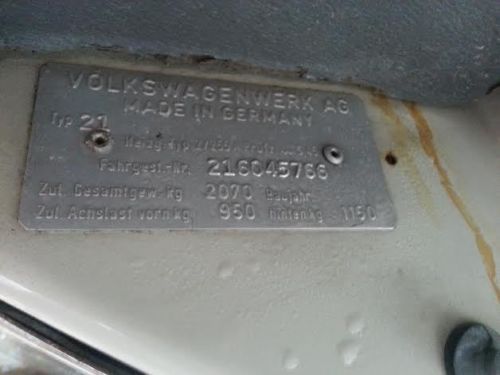 VOLKSWAGENWERK AG
MADE IN GERMANY
Typ 21
Fahrgest.-Nr. 216045766
Zul. Gesamtgew.-kg 2070 Baujahr
Zul. Achslast vorn kg 950 hinten kg 1150